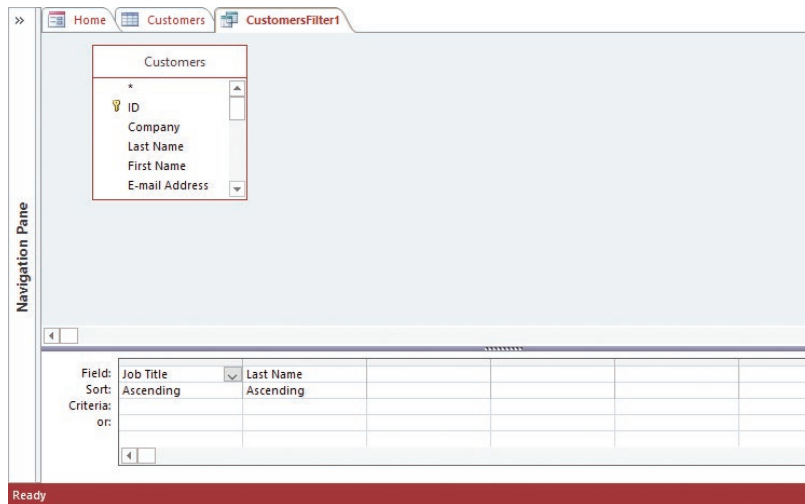 » Home Customers CustomersFilter1
Customers
*
ID
Company
Last Name
First Name
E-mail Address
Navigation Pane
Field: Job Title Last Name
Sort: Ascending Ascending
Criteria:
or:
Ready